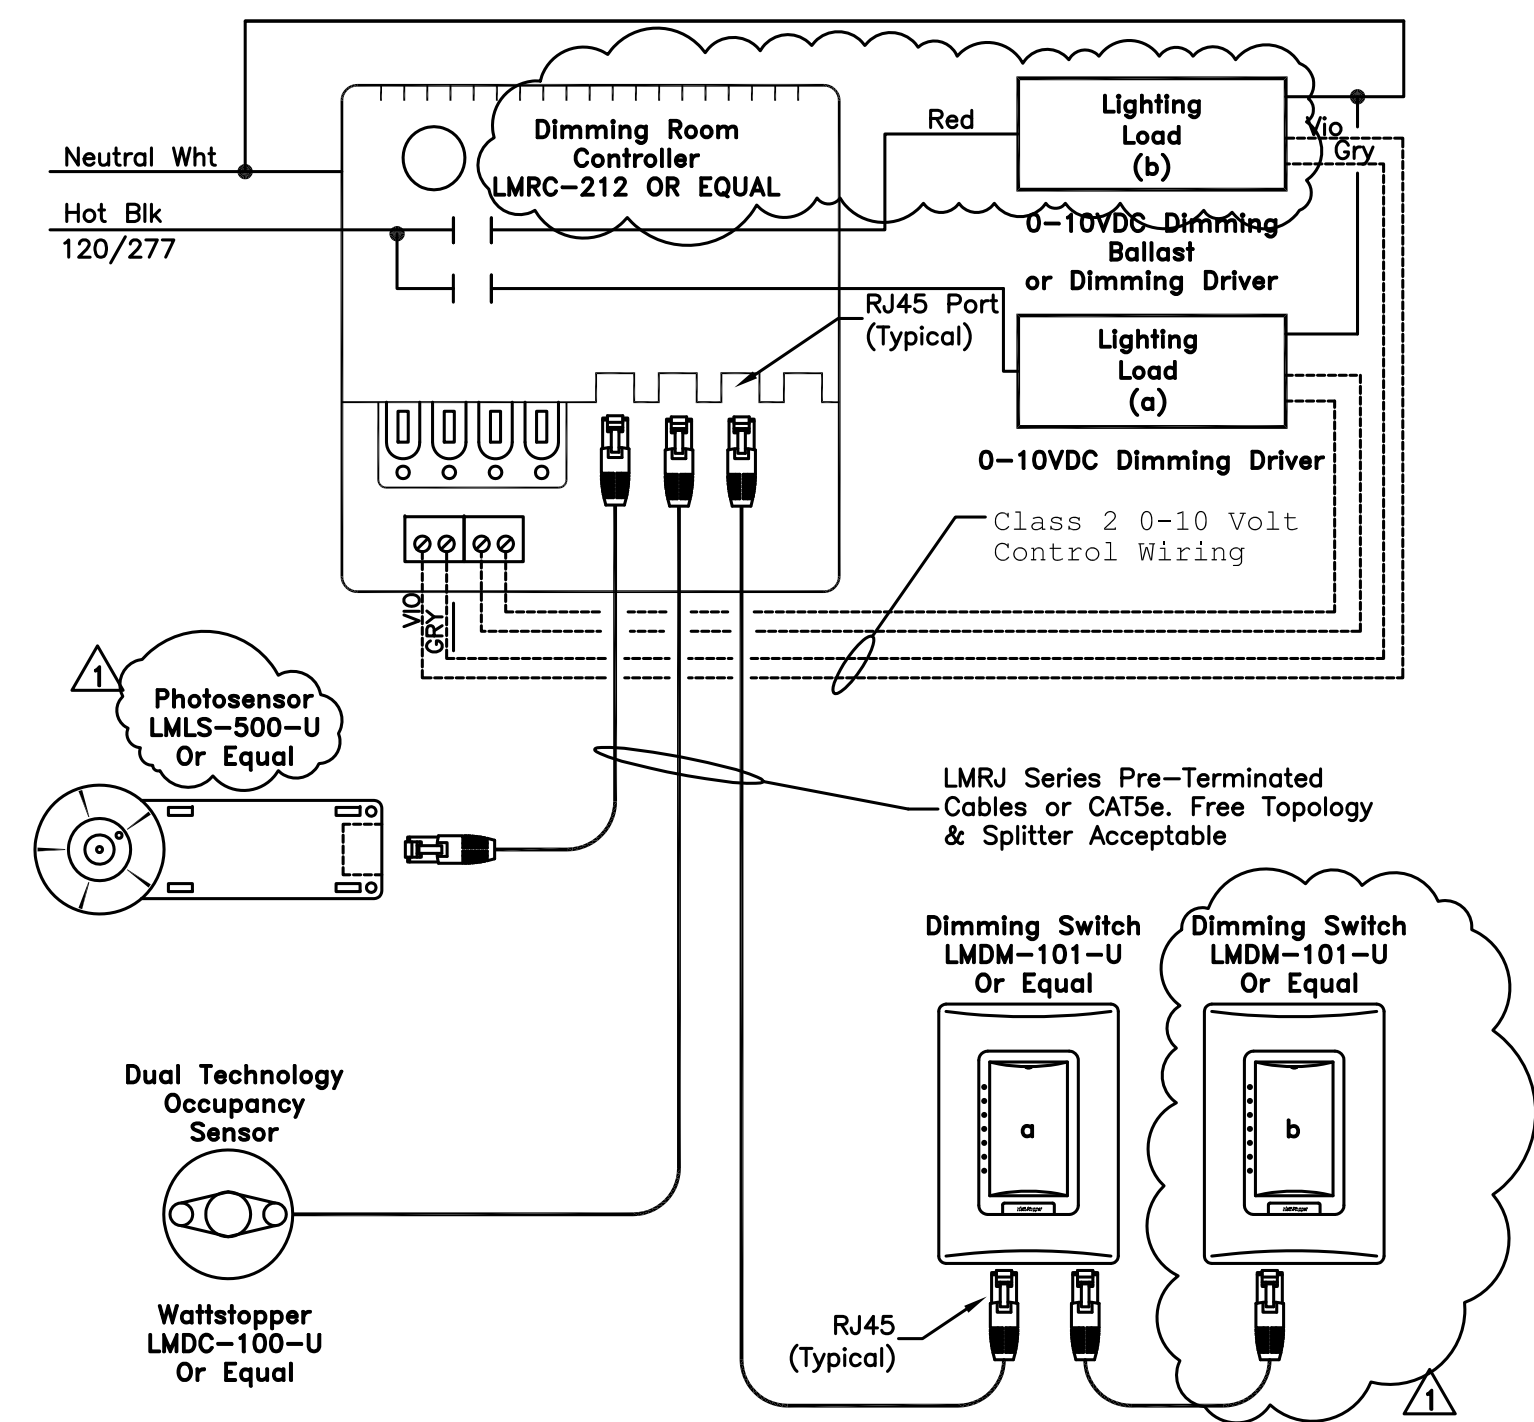 Dimming Room
Controller
LMRC-212 OR EQUAL
Neutral Wht
Hot Blk
120/277
Red
Lighting
Load
(b)
Vio
Gry
0-10VDC Dimming
Ballast
or Dimming Driver
RJ45 Port
(Typical)
Lighting
Load
(a)
0-10VDC Dimming Driver
Class 2 0-10 Volt
Control Wiring
VIO
GRY
1
Photosensor
LMLS-500-U
Or Equal
LMRJ Series Pre-Terminated
Cables or CAT5e. Free Topology
& Splitter Acceptable
Dimming Switch
LMDM-101-U
Or Equal
a
Dimming Switch
LMDM-101-U
Or Equal
b
Dual Technology
Occupancy
Sensor
Wattstopper
LMDC-100-U
Or Equal
RJ45
(Typical)
1